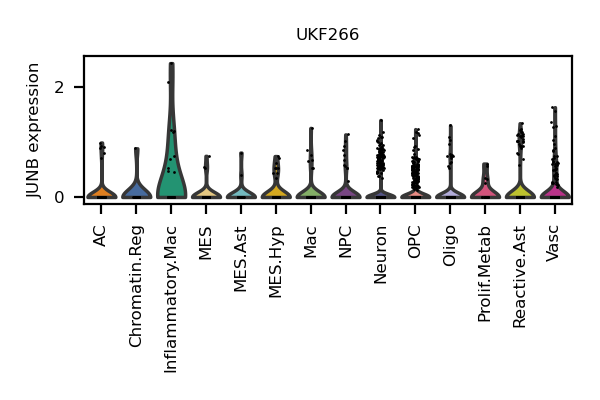 UKF266
JUNB expression
2
0
AC
Chromatin.Reg
Inflammatory.Mac
MES
MES.Ast
MES.Hyp
Mac
NPC
Neuron
OPC
Oligo
Prolif.Metab
Reactive.Ast
Vasc